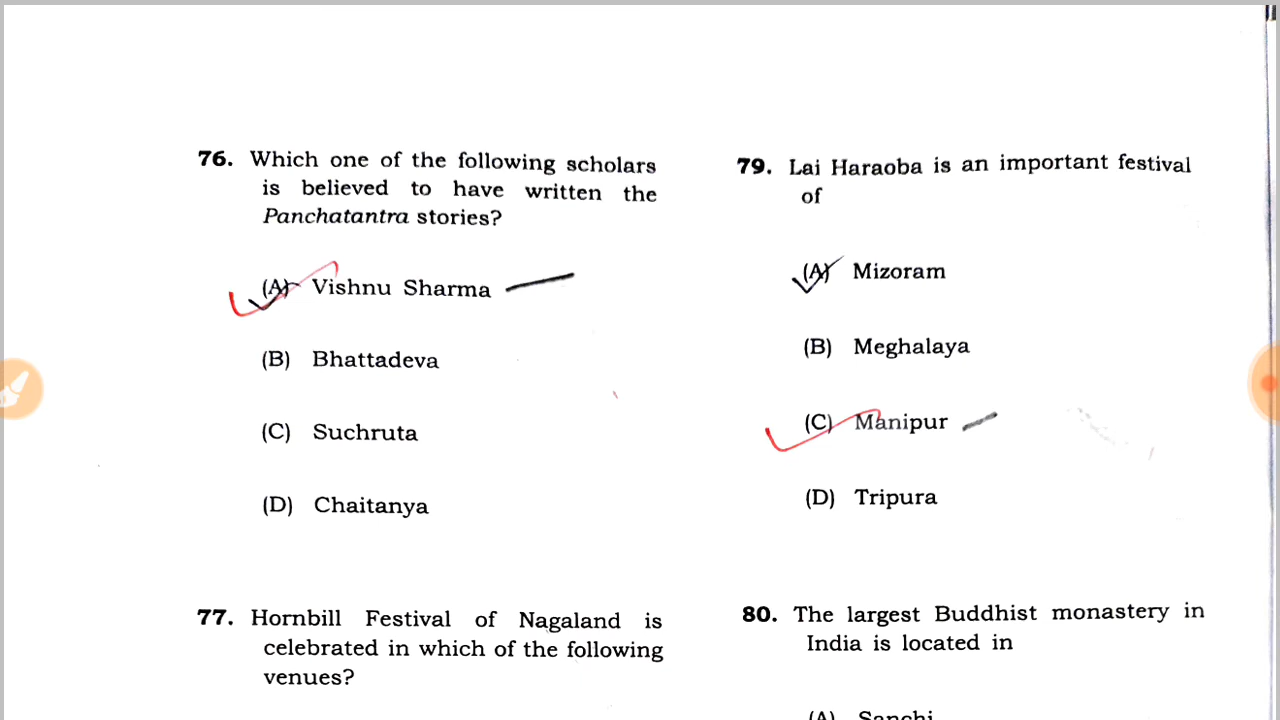 76. Which one of the following scholars
is believed to have written the
Panchatantra stories?
(A) Vishnu Sharma
(B) Bhattadeva
(C) Suchruta
(D) Chaitanya
77. Hornbill Festival of Nagaland is
celebrated in which of the following
venues?
79. Lai Haraoba is an important festival
of
(A) Mizoram
(B) Meghalaya
(C) Manipur
(D) Tripura
80. The largest Buddhist monastery in
India is located in
(A) Sanchi